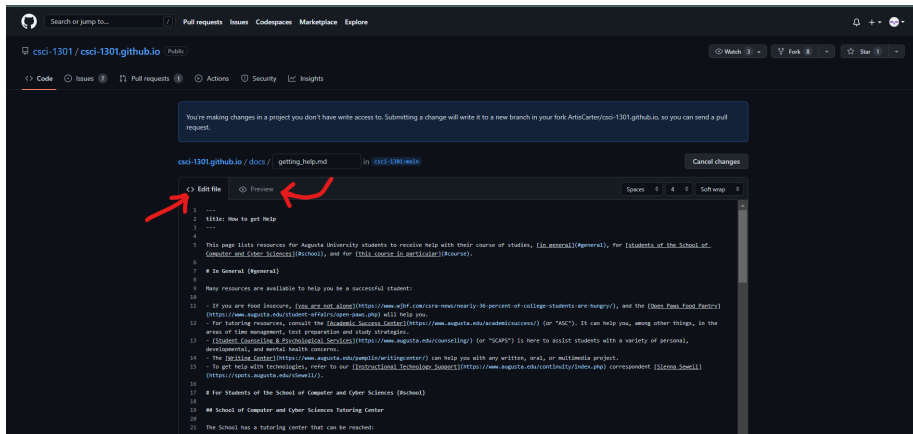 Search or jump to... / Pull requests Issues Codespaces Marketplace Explore
csci-1301 / csci-1301.github.io Public
Watch 3 Fork 8 Star 1
Code Issues 7 Pull requests 1 Actions Security Insights
You're making changes in a project you don't have write access to. Submitting a change will write it to a new branch in your fork ArtisCarter/csci-1301.github.io, so you can send a pull
request.
csci-1301.github.io / docs / getting_help.md in csci-1301:main Cancel changes
Edit file Preview Spaces 4 Soft wrap
1 ---
2 title: How to get Help
3 ---
4
5 This page lists resources for Augusta University students to receive help with their course of studies, [in general](#general), for [students of the School of
Computer and Cyber Sciences](#school), and for [this course in particular](#course).
6
7 # In General {#general}
8
9 Many resources are available to help you be a successful student:
10
11 - If you are food insecure, [you are not alone](https://www.wjbf.com/csra-news/nearly-36-percent-of-college-students-are-hungry/), and the [Open Paws Food Pantry]
(https://www.augusta.edu/student-affairs/open-paws.php) will help you.
12 - For tutoring resources, consult the [Academic Success Center](https://www.augusta.edu/academicsuccess/) (or "ASC"). It can help you, among other things, in the
areas of time management, test preparation and study strategies.
13 - [Student Counseling & Psychological Services](https://www.augusta.edu/counseling/) (or "SCAPS") is here to assist students with a variety of personal,
developmental, and mental health concerns.
14 - The [Writing Center](https://www.augusta.edu/pamplin/writingcenter/) can help you with any written, oral, or multimedia project.
15 - To get help with technologies, refer to our [Instructional Technology Support](https://www.augusta.edu/continuity/index.php) correspondent [Sienna Sewell]
(https://spots.augusta.edu/sSewell/).
16
17 # For Students of the School of Computer and Cyber Sciences {#school}
18
19 ## School of Computer and Cyber Sciences Tutoring Center
20
21 The School has a tutoring center that can be reached: